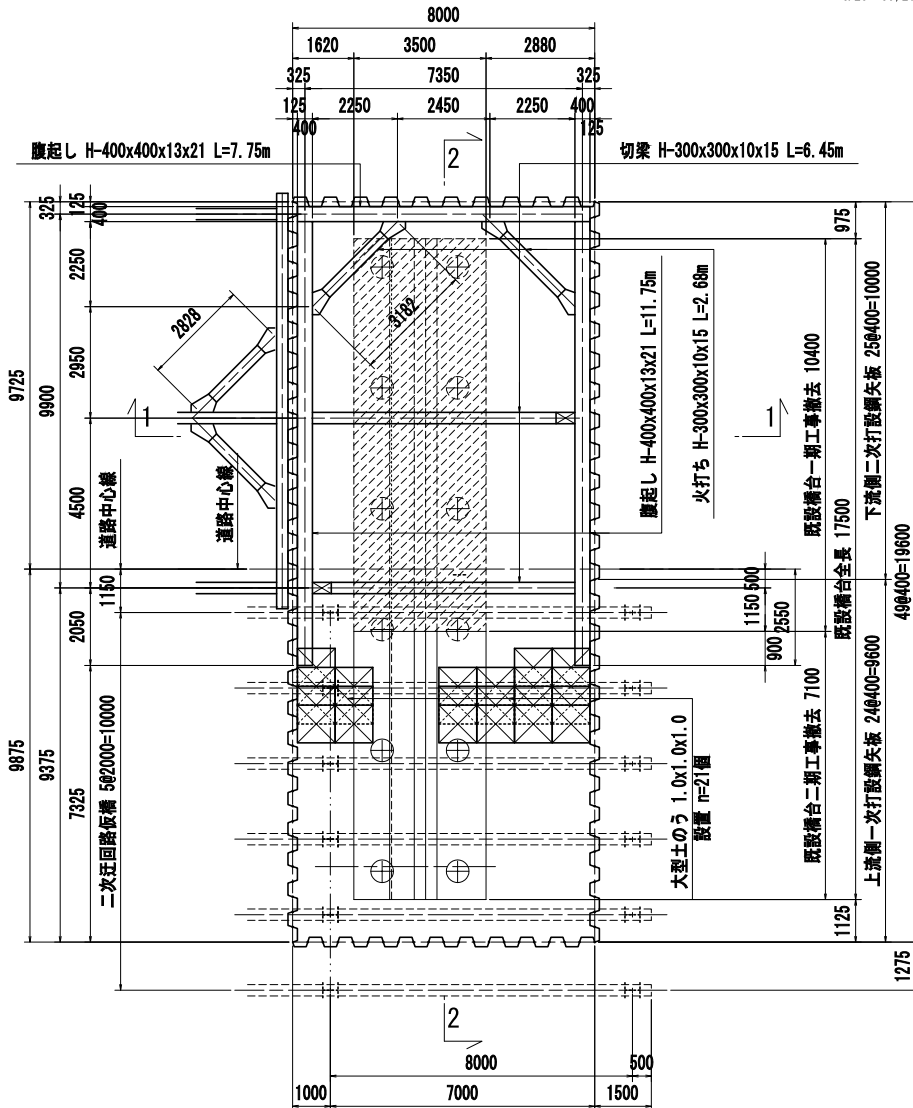 8000
1620 3500 2880
325 7350 325
125 2250 2450 2250 400
400 125
2
腹起し H-400x400x13x21 L=7.75m
切梁 H-300x300x10x15 L=6.45m
325
125
400
975
2250
2828
3182
2950
9725
9900
1
1
腹起し H-400x400x13x21 L=11.75m
火打ち H-300x300x10x15 L=2.68m
既設橋台一期工事撤去 10400
下流側二次打設鋼矢板 25@400=10000
4500
道路中心線
道路中心線
既設橋台全長 17500
49@400=19600
1150
1150 500
2550
2050
900
9875
9375
7325
二次迂回路仮橋 5@2000=10000
大型土のう 1.0x1.0x1.0
設置 n=21個
既設橋台二期工事撤去 7100
上流側一次打設鋼矢板 24@400=9600
1125
1275
2
8000 500
1000 7000 1500